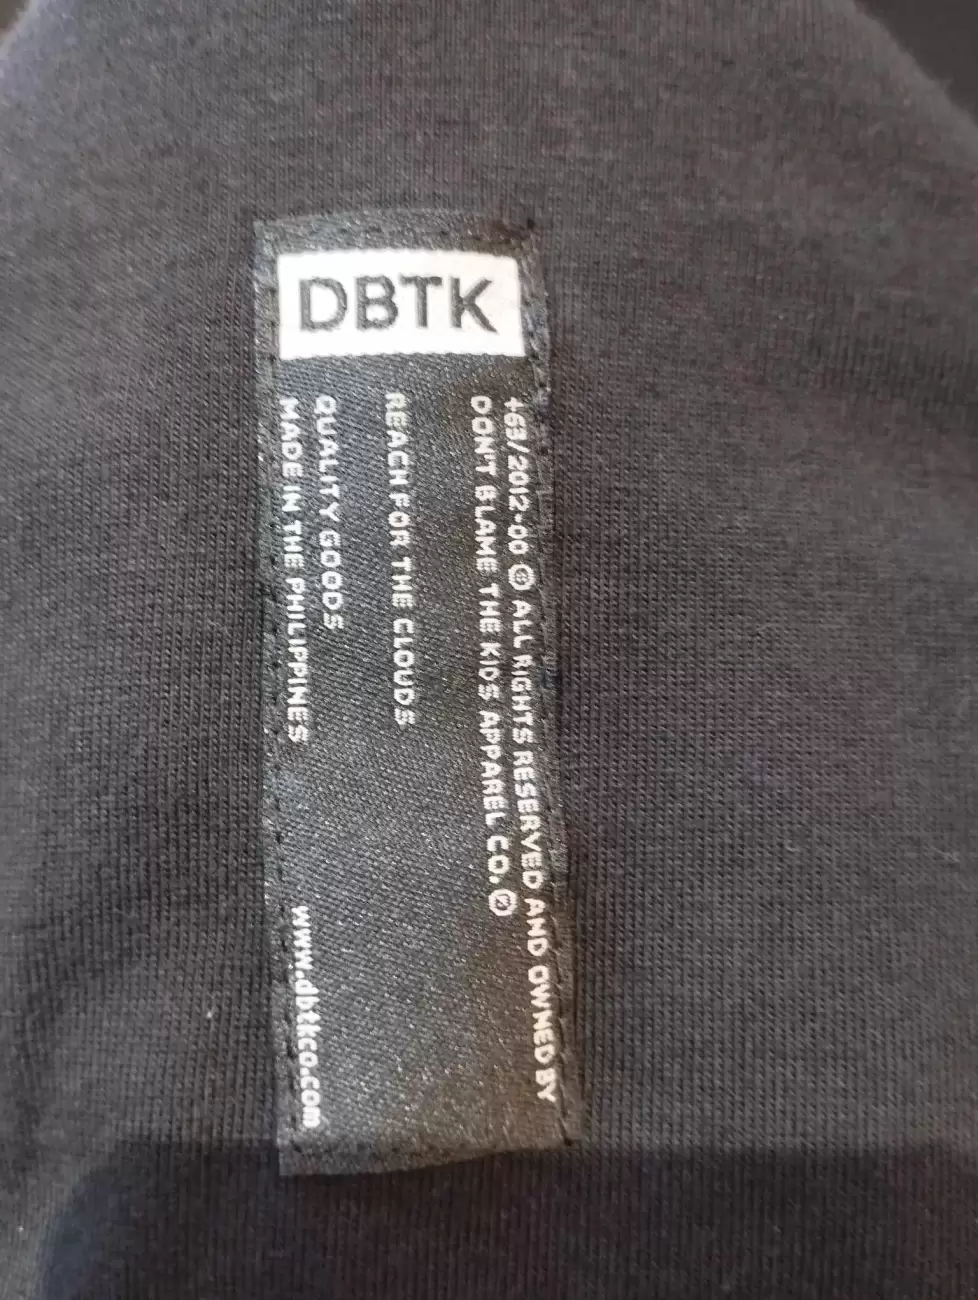 DBTK
+63/2012-00 © ALL RIGHTS RESERVED AND OWNED BY
DON'T BLAME THE KIDS APPAREL CO.®
REACH FOR THE CLOUDS
QUALITY GOODS
MADE IN THE PHILIPPINES
www.dbtkco.com